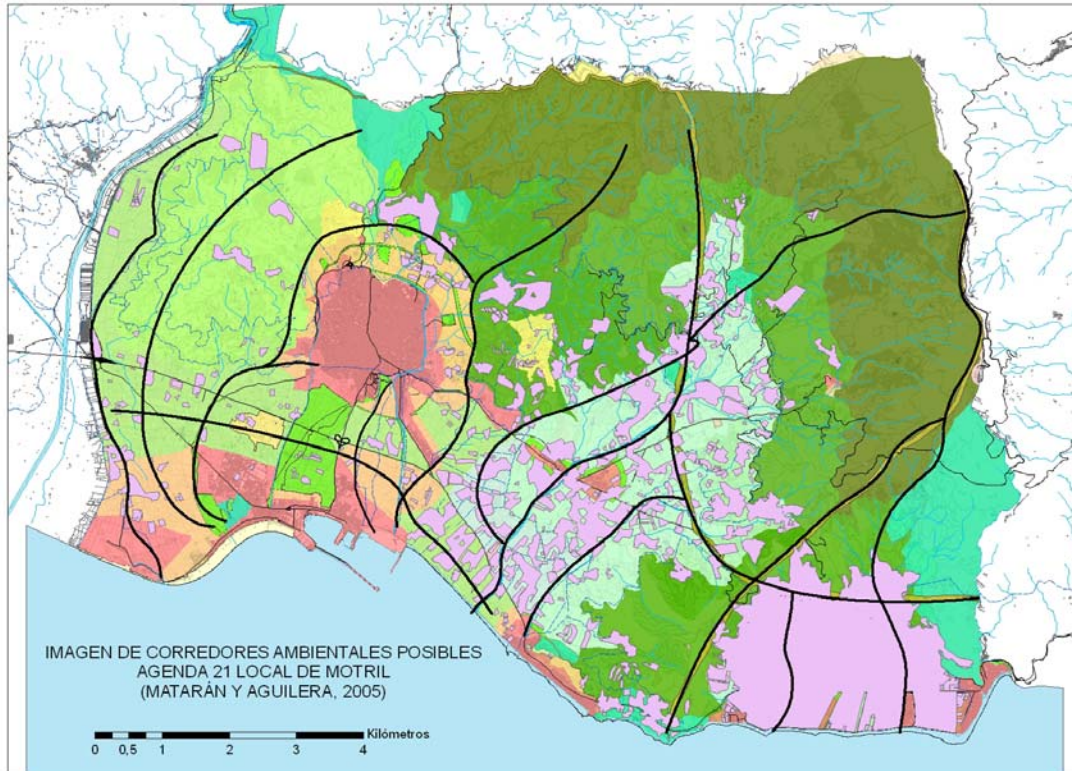 IMAGEN DE CORREDORES AMBIENTALES POSIBLES
AGENDA 21 LOCAL DE MOTRIL
(MATARÁN Y AGUILERA, 2005)
Kilómetros
0 0,5 1 2 3 4